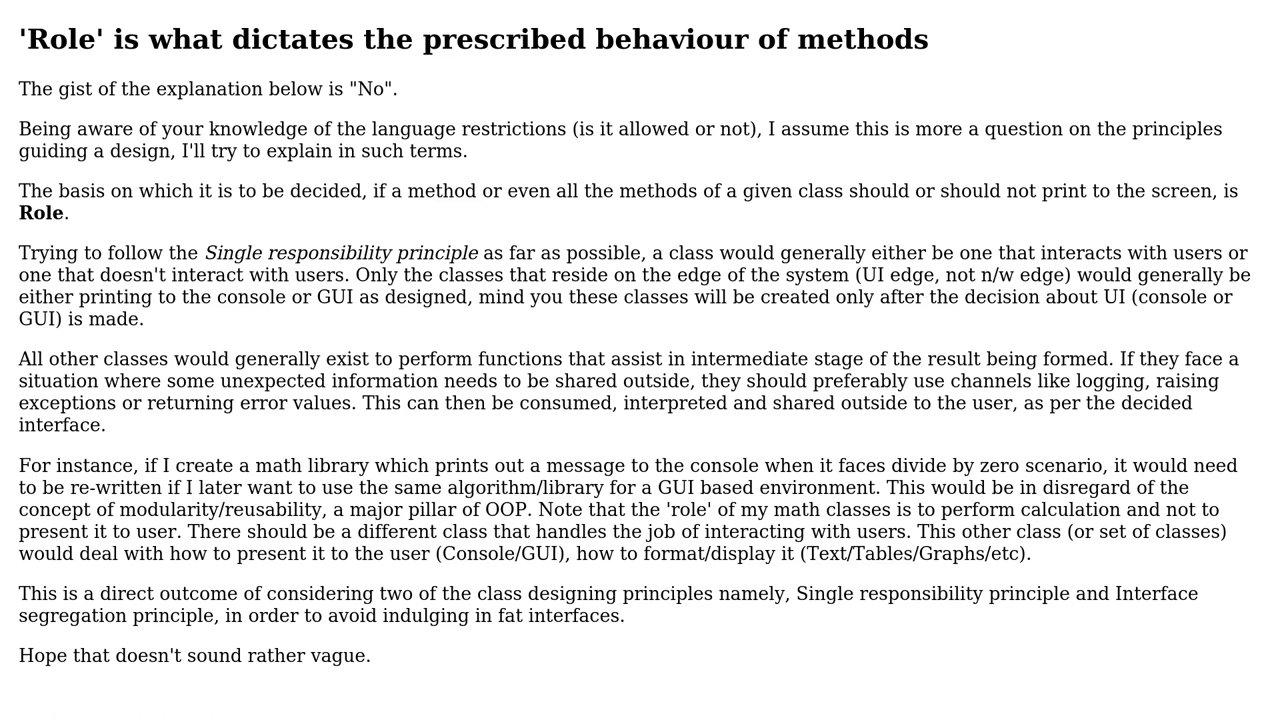 'Role' is what dictates the prescribed behaviour of methods
The gist of the explanation below is "No".
Being aware of your knowledge of the language restrictions (is it allowed or not), I assume this is more a question on the principles
guiding a design, I'll try to explain in such terms.
The basis on which it is to be decided, if a method or even all the methods of a given class should or should not print to the screen, is
Role.
Trying to follow the Single responsibility principle as far as possible, a class would generally either be one that interacts with users or
one that doesn't interact with users. Only the classes that reside on the edge of the system (UI edge, not n/w edge) would generally be
either printing to the console or GUI as designed, mind you these classes will be created only after the decision about UI (console or
GUI) is made.
All other classes would generally exist to perform functions that assist in intermediate stage of the result being formed. If they face a
situation where some unexpected information needs to be shared outside, they should preferably use channels like logging, raising
exceptions or returning error values. This can then be consumed, interpreted and shared outside to the user, as per the decided
interface.
For instance, if I create a math library which prints out a message to the console when it faces divide by zero scenario, it would need
to be re-written if I later want to use the same algorithm/library for a GUI based environment. This would be in disregard of the
concept of modularity/reusability, a major pillar of OOP. Note that the 'role' of my math classes is to perform calculation and not to
present it to user. There should be a different class that handles the job of interacting with users. This other class (or set of classes)
would deal with how to present it to the user (Console/GUI), how to format/display it (Text/Tables/Graphs/etc).
This is a direct outcome of considering two of the class designing principles namely, Single responsibility principle and Interface
segregation principle, in order to avoid indulging in fat interfaces.
Hope that doesn't sound rather vague.